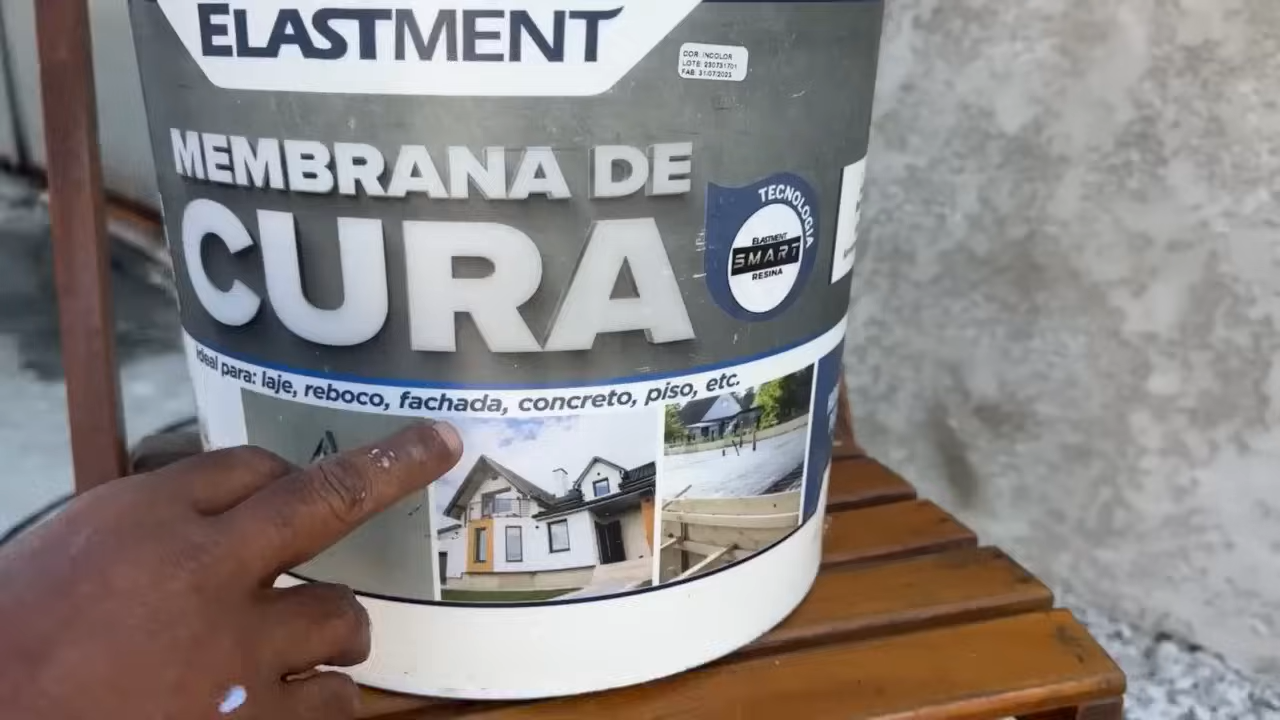 ELASTMENT
COR: INCOLOR
LOTE: 230731701
FAB: 31/07/2023
MEMBRANA DE
CURA
TECNOLOGIA
ELASTMENT
SMART
RESINA
Ideal para: laje, reboco, fachada, concreto, piso, etc.